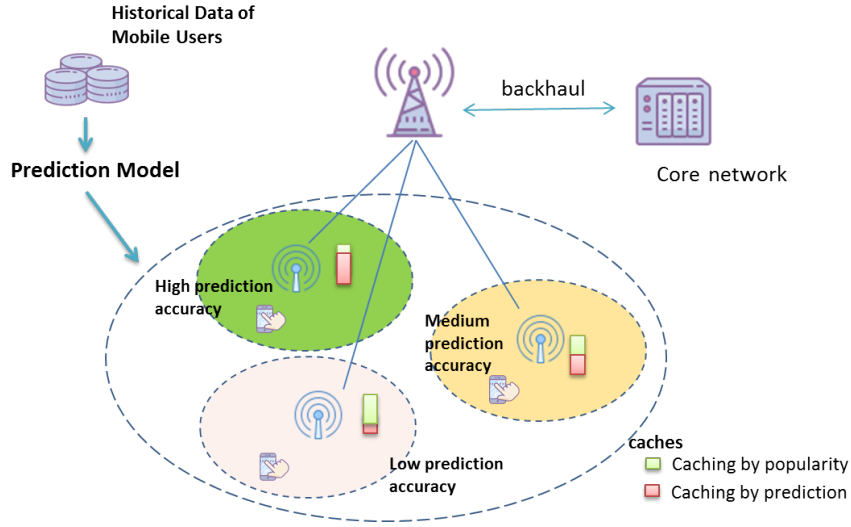 Historical Data of
Mobile Users
backhaul
Prediction Model
Core network
High prediction
accuracy
Medium
prediction
accuracy
Low prediction
accuracy
caches
Caching by popularity
Caching by prediction